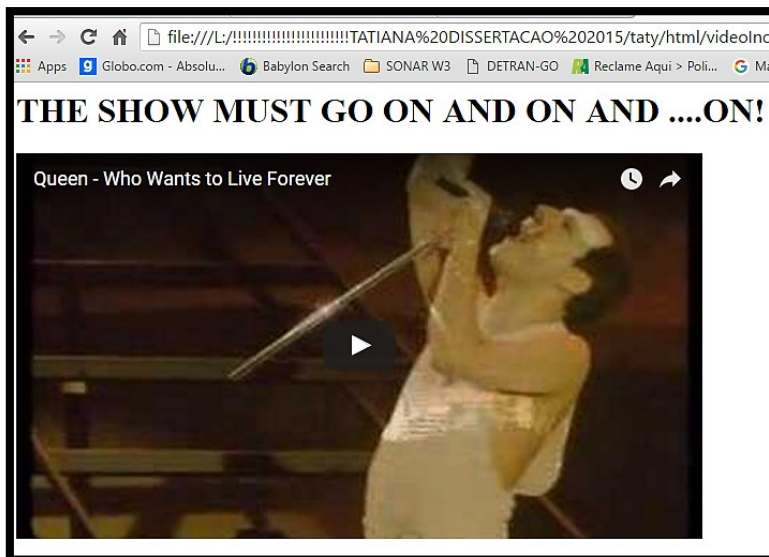 file:///L:/!!!!!!!!!!!!!!!!!!!!!!!!!TATIANA%20DISSERTACAO%202015/taty/html/videoInc
Apps Globo.com - Absolu... Babylon Search SONAR W3 DETRAN-GO Reclame Aqui > Poli... Ma
THE SHOW MUST GO ON AND ON AND ....ON!
Queen - Who Wants to Live Forever